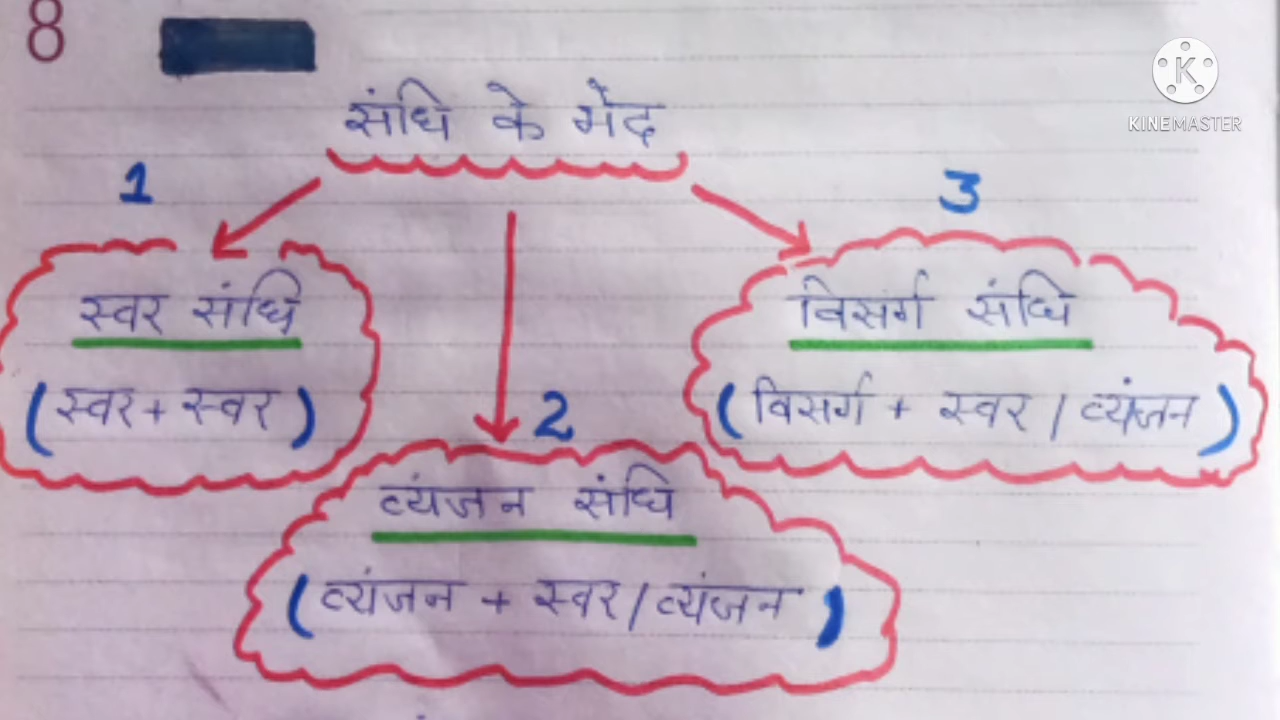 8
संधि के भेद
1
स्वर संधि
(स्वर + स्वर)
2
व्यंजन संधि
(व्यंजन + स्वर / व्यंजन)
3
विसर्ग संधि
(विसर्ग + स्वर / व्यंजन)
K
KINEMASTER